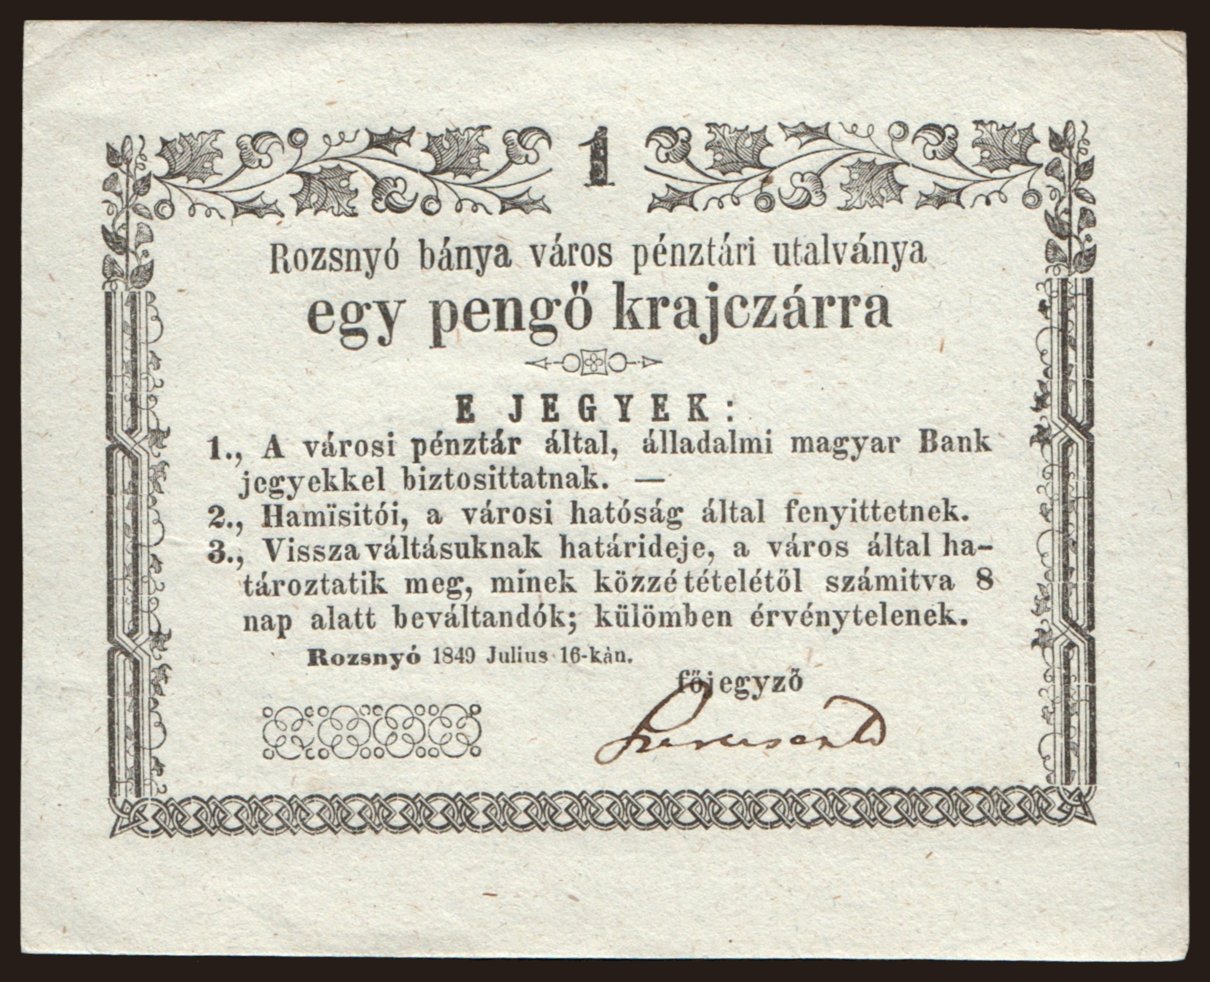 1
Rozsnyó bánya város pénztári utalványa
egy pengő krajczárra
E JEGYEK:
1., A városi pénztár által, álladalmi magyar Bank
jegyekkel biztosittatnak. —
2., Hamïsitói, a városi hatóság által fenyittetnek.
3., Vissza váltásuknak határideje, a város által ha-
tároztatik meg, minek közzé tételétől számitva 8
nap alatt beváltandók; külömben érvénytelenek.
Rozsnyó 1849 Julius 16-kàn.
főjegyző